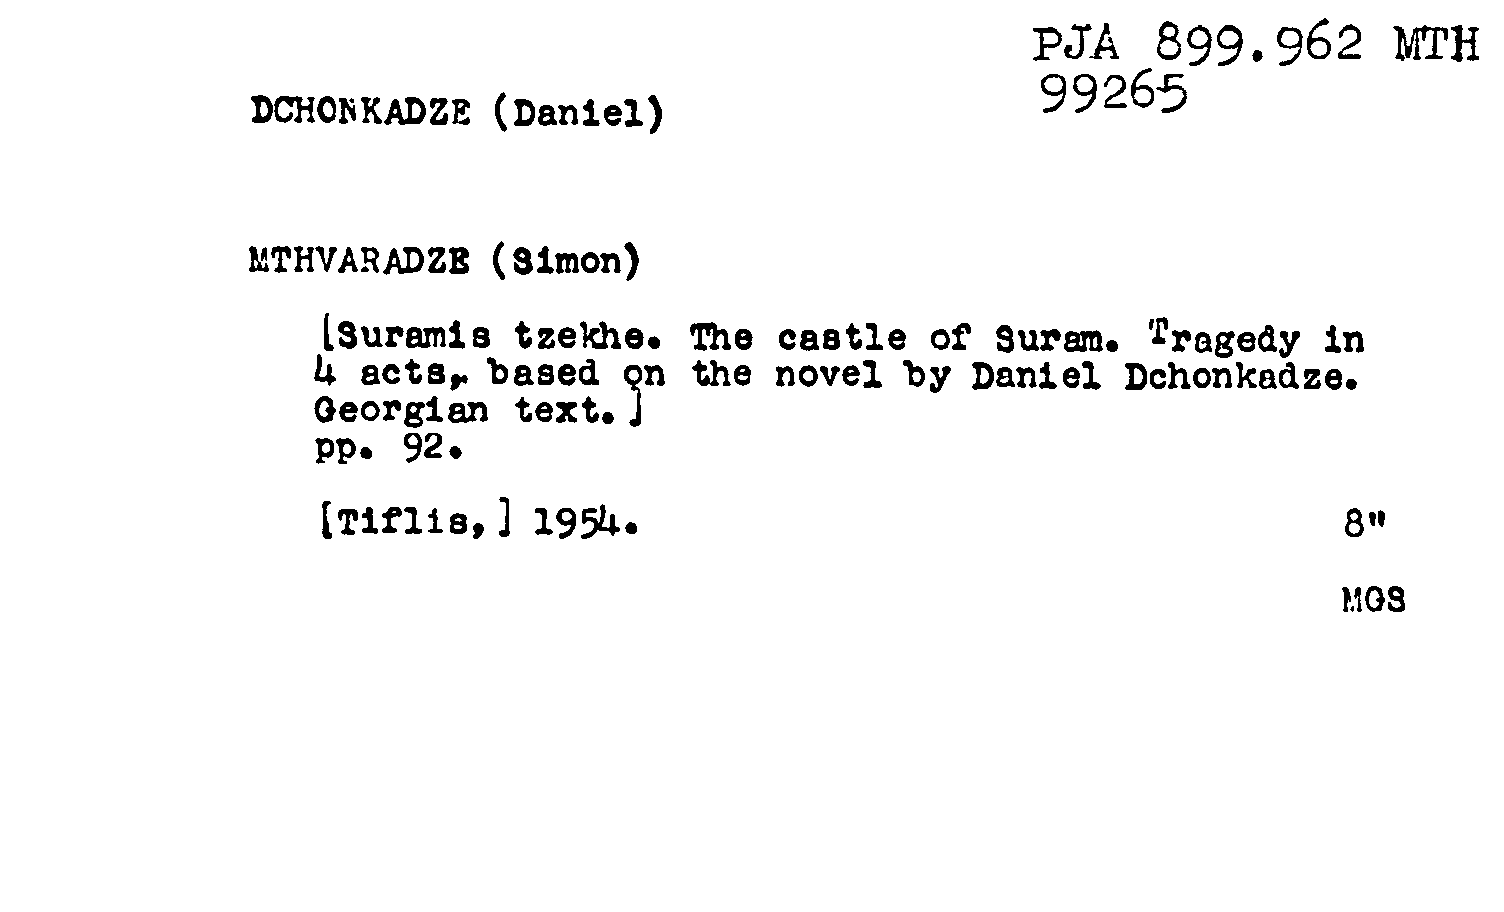 PJA 899.962 MTH
99265
DCHONKADZE (Daniel)
MTHVARADZE (Simon)
[Suramis tzekhe. The castle of Suram. Tragedy in
4 acts, based on the novel by Daniel Dchonkadze.
Georgian text.]
pp. 92.
[Tiflis,] 1954.
8"
MGS